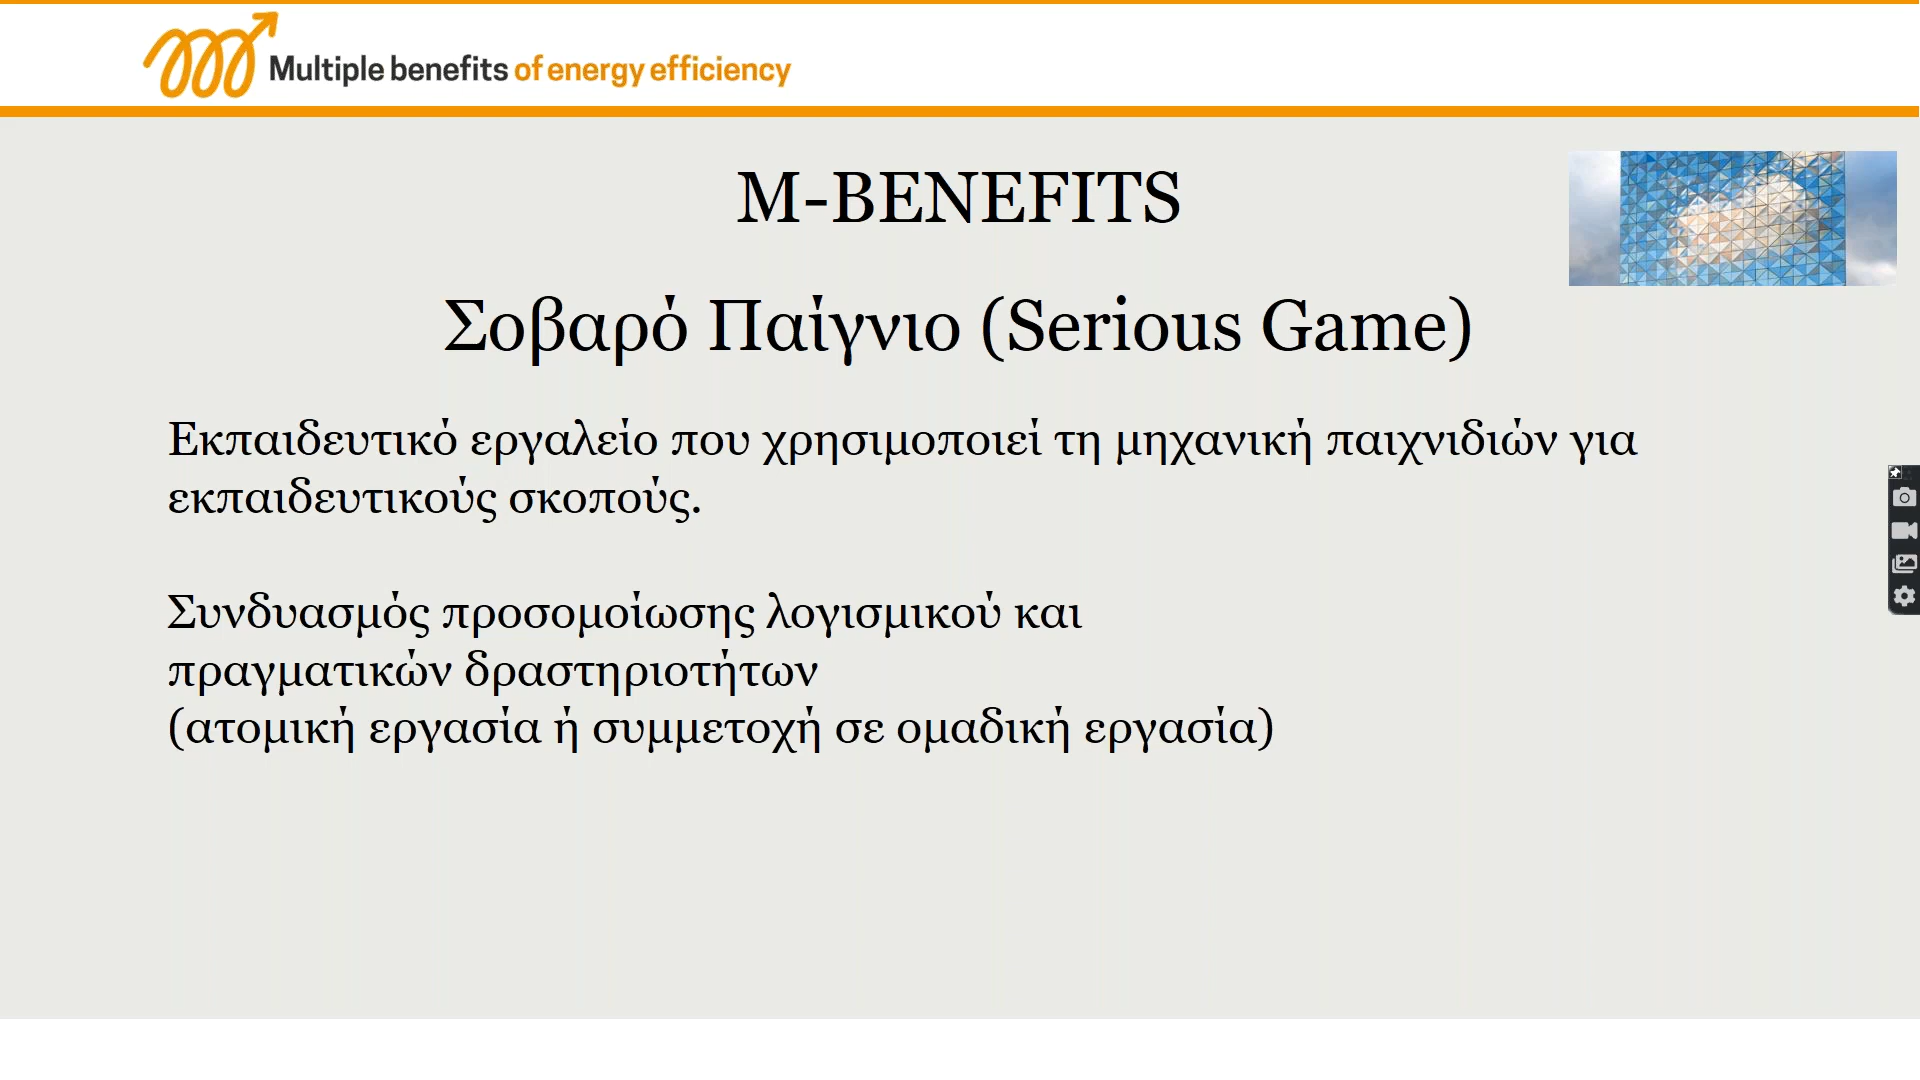 Multiple benefits of energy efficiency
M-BENEFITS
Σοβαρό Παίγνιο (Serious Game)
Εκπαιδευτικό εργαλείο που χρησιμοποιεί τη μηχανική παιχνιδιών για
εκπαιδευτικούς σκοπούς.
Συνδυασμός προσομοίωσης λογισμικού και
πραγματικών δραστηριοτήτων
(ατομική εργασία ή συμμετοχή σε ομαδική εργασία)